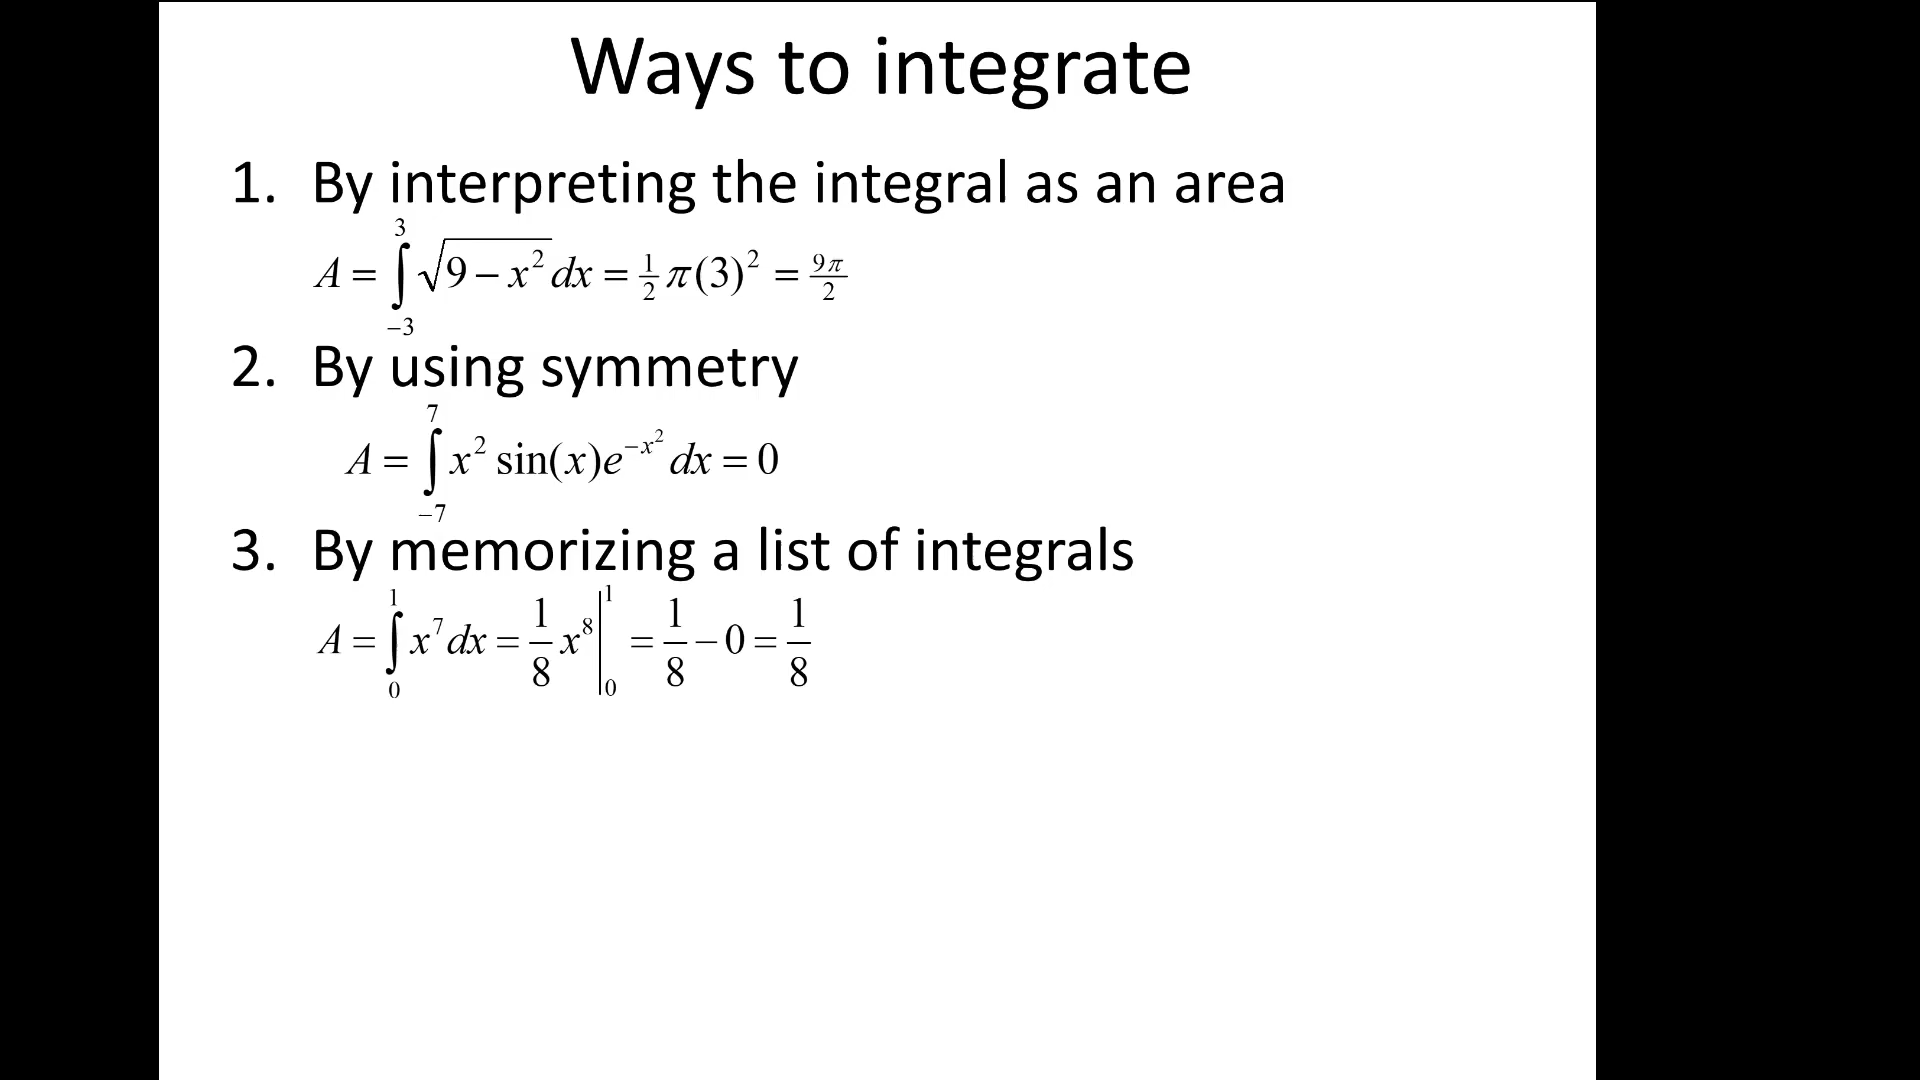 Ways to integrate
1. By interpreting the integral as an area
A = ∫_{-3}^{3} √(9 − x²) dx = ½ π(3)² = 9π/2
2. By using symmetry
A = ∫_{-7}^{7} x² sin(x)e^{−x²} dx = 0
3. By memorizing a list of integrals
A = ∫_{0}^{1} x⁷ dx = 1/8 x⁸ |_{0}^{1} = 1/8 − 0 = 1/8